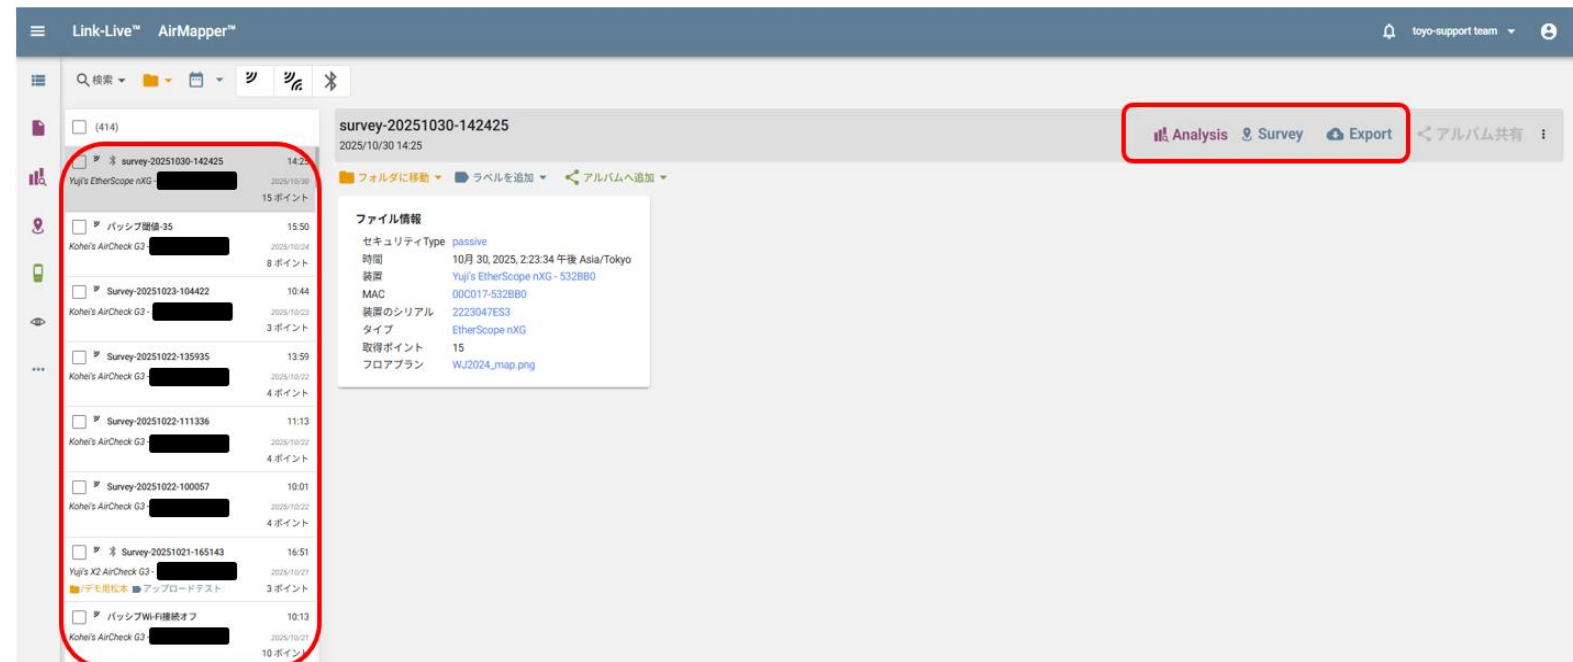 Link-Live™ AirMapper™
toyo-support team
検索
(414)
survey-20251030-142425 14:25
Yuji's EtherScope nXG - 2025/10/30
15 ポイント
パッシブ閾値-35 15:50
Kohei's AirCheck G3 - 2025/10/24
8 ポイント
Survey-20251023-104422 10:44
Kohei's AirCheck G3 - 2025/10/23
3 ポイント
Survey-20251022-135935 13:59
Kohei's AirCheck G3 - 2025/10/22
4 ポイント
Survey-20251022-111336 11:13
Kohei's AirCheck G3 - 2025/10/22
4 ポイント
Survey-20251022-100057 10:01
Kohei's AirCheck G3 - 2025/10/22
4 ポイント
Survey-20251021-165143 16:51
Yuji's X2 AirCheck G3 - 2025/10/21
/デモ用松本 アップロードテスト 3 ポイント
パッシブWi-Fi接続オフ 10:13
Kohei's AirCheck G3 - 2025/10/21
10 ポイント
survey-20251030-142425
2025/10/30 14:25
Analysis Survey Export アルバム共有
フォルダに移動 ラベルを追加 アルバムへ追加
ファイル情報
セキュリティType passive
時間 10月 30, 2025, 2:23:34 午後 Asia/Tokyo
装置 Yuji's EtherScope nXG - 532BB0
MAC 00C017-532BB0
装置のシリアル 2223047ES3
タイプ EtherScope nXG
取得ポイント 15
フロアプラン WJ2024_map.png